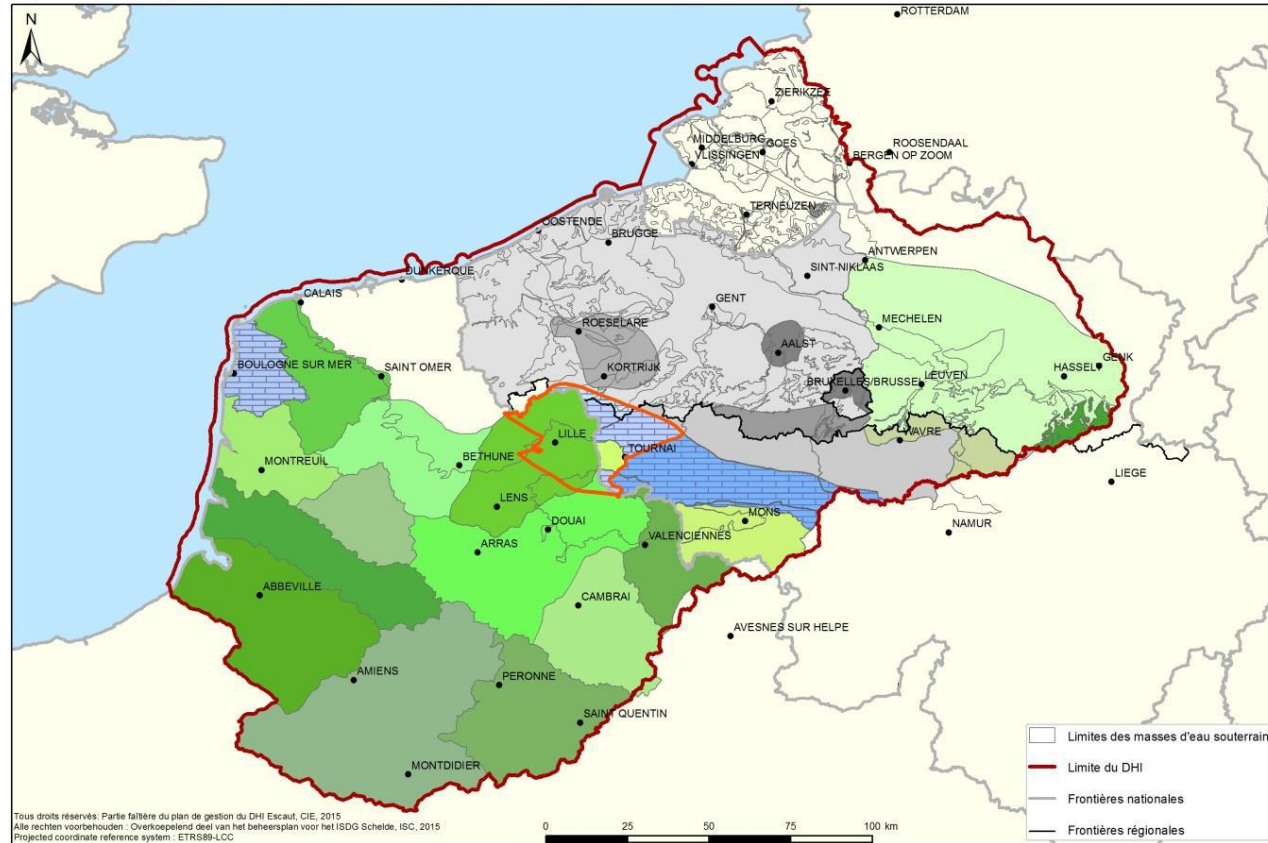 N
ROTTERDAM
ZIERIKZEE
MIDDELBURG
GOES
ROOSENDAAL
VLISSINGEN
BERGEN OP ZOOM
TERNEUZEN
OOSTENDE
BRUGGE
ANTWERPEN
SINT-NIKLAAS
DUNKERQUE
CALAIS
GENT
ROESELARE
MECHELEN
AALST
GENK
BOULOGNE SUR MER
SAINT OMER
KORTRIJK
BRUXELLES/BRUSSEL
LEUVEN
HASSEL
LILLE
WAVRE
TOURNAI
BETHUNE
MONTREUIL
LIEGE
LENS
DOUAI
MONS
NAMUR
ARRAS
VALENCIENNES
ABBEVILLE
CAMBRAI
AVESNES SUR HELPE
AMIENS
PERONNE
SAINT QUENTIN
MONTDIDIER
Limites des masses d'eau souterrain
Limite du DHI
Frontières nationales
Frontières régionales
Tous droits réservés: Partie faîtière du plan de gestion du DHI Escaut, CIE, 2015
Alle rechten voorbehouden : Overkoepelend deel van het beheersplan voor het ISDG Schelde, ISC, 2015
Projected coordinate reference system : ETRS89-LCC
0 25 50 75 100 km